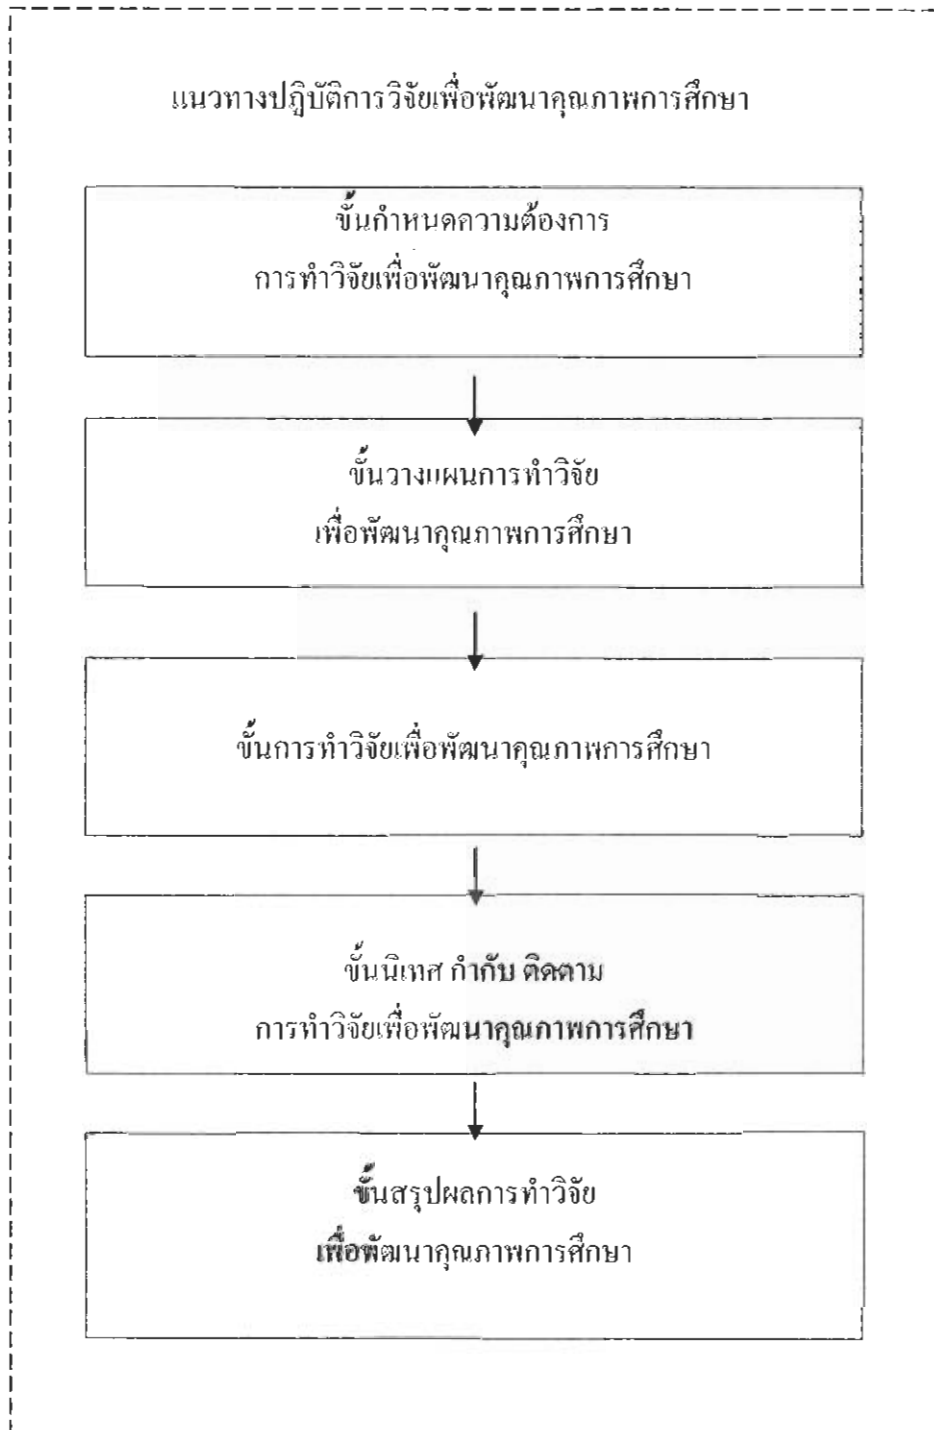 แนวทางปฏิบัติการวิจัยเพื่อพัฒนาคุณภาพการศึกษา
ขั้นกำหนดความต้องการ
การทำวิจัยเพื่อพัฒนาคุณภาพการศึกษา
ขั้นวางแผนการทำวิจัย
เพื่อพัฒนาคุณภาพการศึกษา
ขั้นการทำวิจัยเพื่อพัฒนาคุณภาพการศึกษา
ขั้นนิเทศ กำกับ ติดตาม
การทำวิจัยเพื่อพัฒนาคุณภาพการศึกษา
ขั้นสรุปผลการทำวิจัย
เพื่อพัฒนาคุณภาพการศึกษา